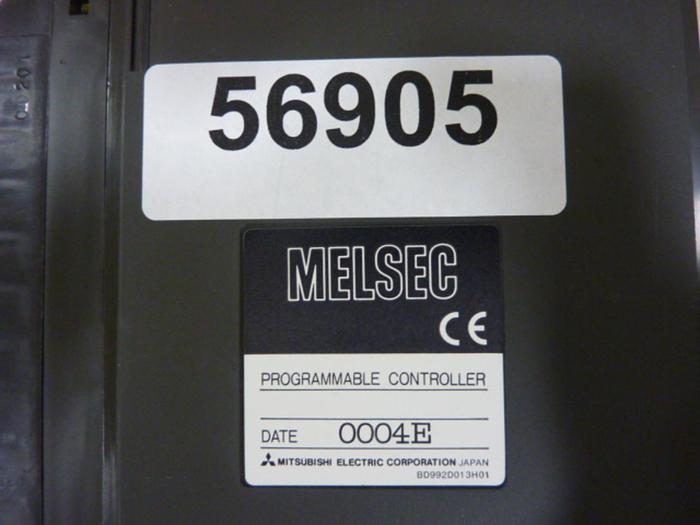 56905
MELSEC
CE
PROGRAMMABLE CONTROLLER
DATE 0004E
MITSUBISHI ELECTRIC CORPORATION JAPAN
BD992D013H01